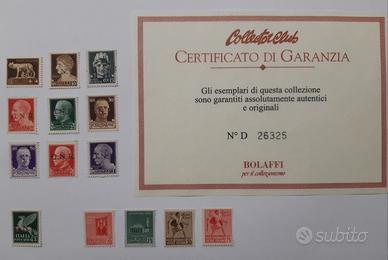 Collector Club
CERTIFICATO DI GARANZIA
Gli esemplari di questa collezione
sono garantiti assolutamente autentici
e originali
N° D 26325
BOLAFFI
per il collezionismo
G.N.R.
ITALIA
subito